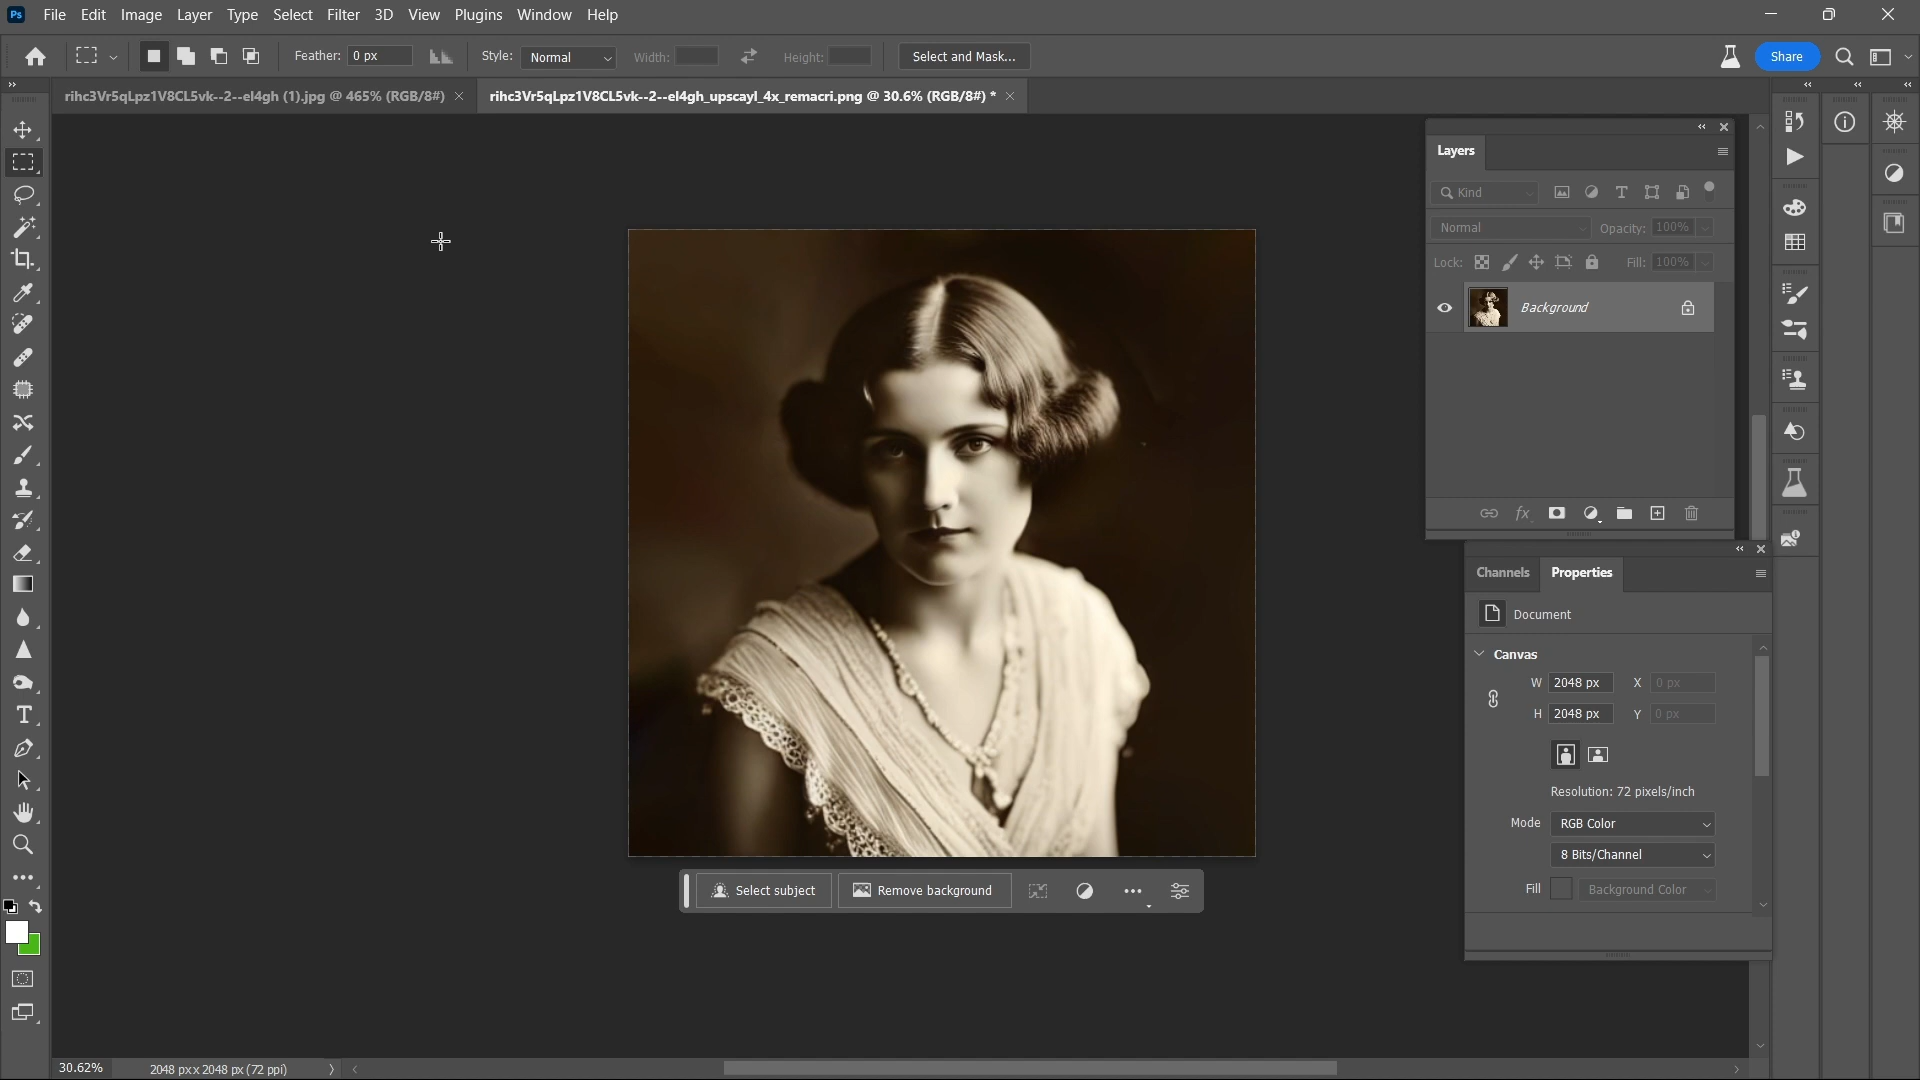 Ps File Edit Image Layer Type Select Filter 3D View Plugins Window Help
Feather: 0 px Style: Normal Width: Height: Select and Mask... Share
rihc3Vr5qLpz1V8CL5vk--2--el4gh (1).jpg @ 465% (RGB/8#) rihc3Vr5qLpz1V8CL5vk--2--el4gh_upscayl_4x_remacri.png @ 30.6% (RGB/8#) *
Layers
Kind
Normal Opacity: 100%
Lock: Fill: 100%
Background
Channels Properties
Document
Canvas
W 2048 px X 0 px
H 2048 px Y 0 px
Resolution: 72 pixels/inch
Mode RGB Color
8 Bits/Channel
Fill Background Color
Select subject Remove background
30.62% 2048 px x 2048 px (72 ppi)